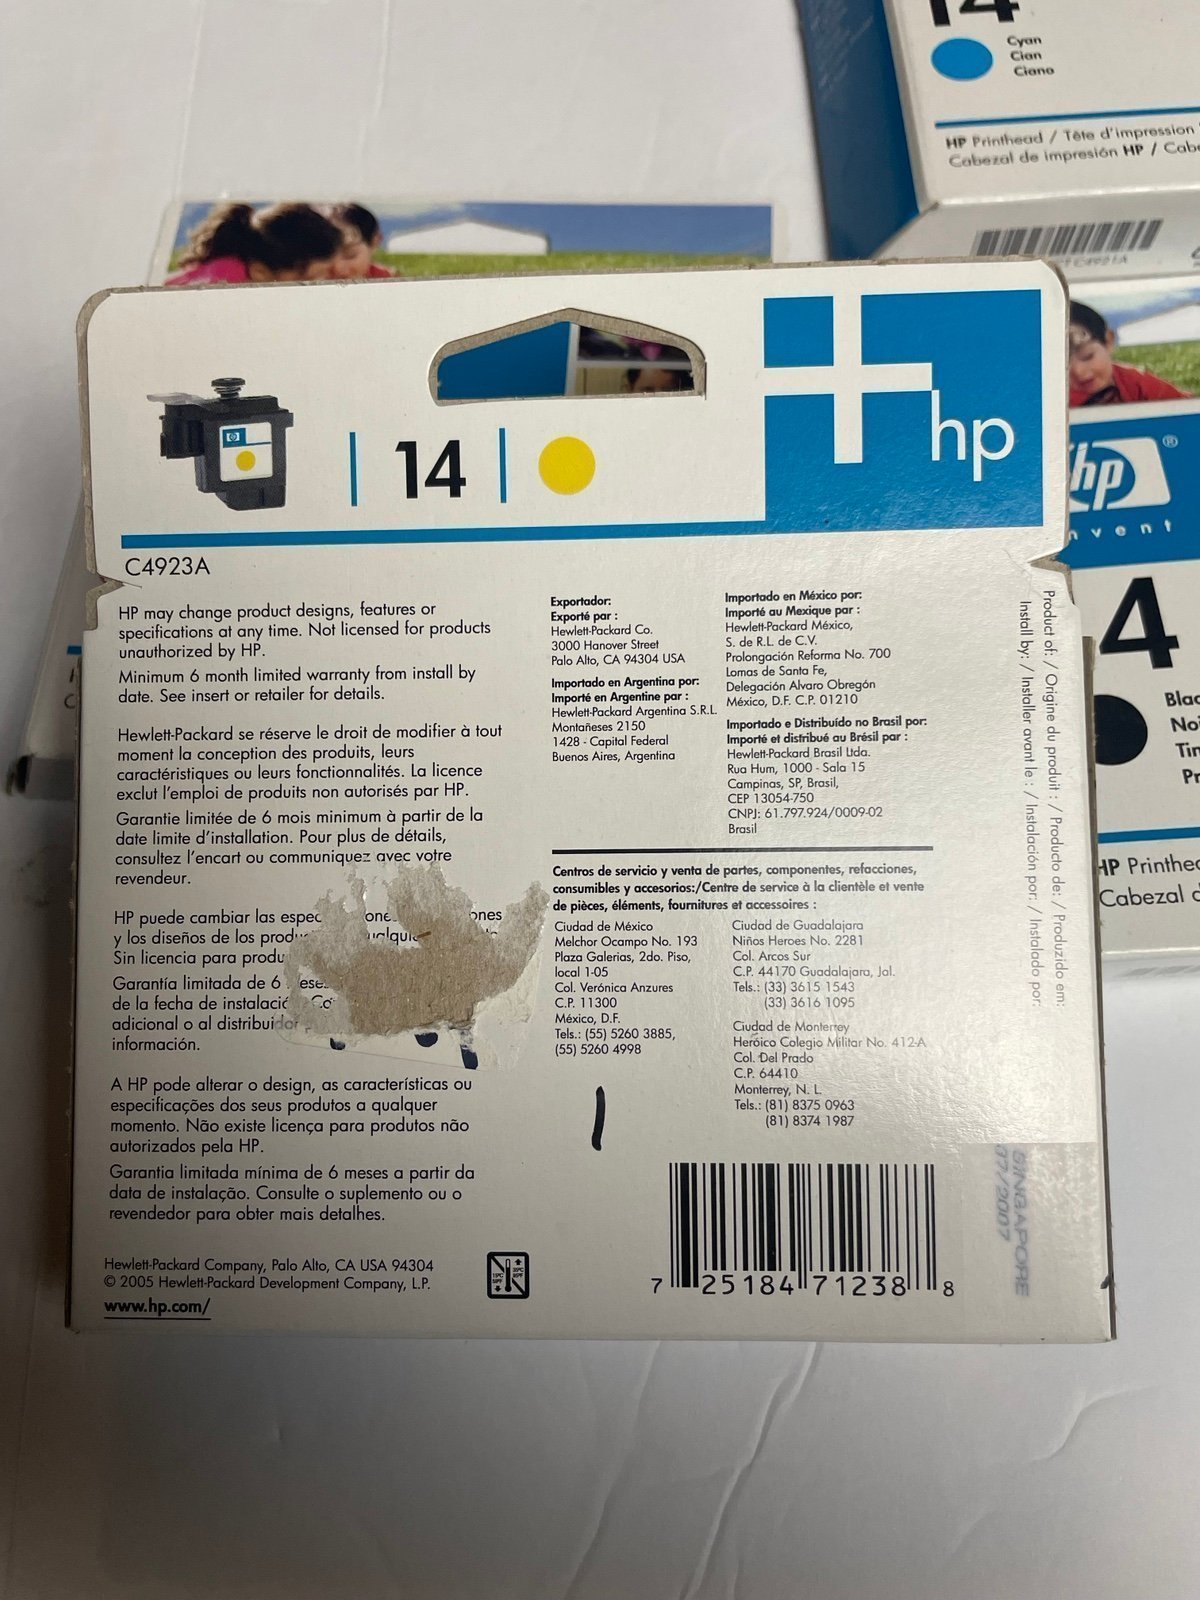 14
Cyan
Cian
Ciano
HP Printhead / Tête d'impression
Cabezal de impresión HP /
C4921A
14
hp
C4923A
HP may change product designs, features or
specifications at any time. Not licensed for products
unauthorized by HP.
Minimum 6 month limited warranty from install by
date. See insert or retailer for details.
Hewlett-Packard se réserve le droit de modifier à tout
moment la conception des produits, leurs
caractéristiques ou leurs fonctionnalités. La licence
exclut l'emploi de produits non autorisés par HP.
Garantie limitée de 6 mois minimum à partir de la
date limite d'installation. Pour plus de détails,
consultez l'encart ou communiquez avec votre
revendeur.
HP puede cambiar las
y los diseños de los
Sin licencia para
Garantía limitada de 6
de la fecha de
adicional o al distribuidor
información.
A HP pode alterar o design, as características ou
especificações dos seus produtos a qualquer
momento. Não existe licença para produtos não
autorizados pela HP.
Garantia limitada mínima de 6 meses a partir da
data de instalação. Consulte o suplemento ou o
revendedor para obter mais detalhes.
Hewlett-Packard Company, Palo Alto, CA USA 94304
© 2005 Hewlett-Packard Development Company, L.P.
www.hp.com/
Exportador:
Exporté par :
Hewlett-Packard Co.
3000 Hanover Street
Palo Alto, CA 94304 USA
Importado en Argentina por:
Importé en Argentine par :
Hewlett-Packard Argentina S.R.L.
Montañeses 2150
1428 - Capital Federal
Buenos Aires, Argentina
Importado en México por:
Importé au Mexique par :
Hewlett-Packard México,
S. de R.L. de C.V.
Prolongación Reforma No. 700
Lomas de Santa Fe,
Delegación Alvaro Obregón
México, D.F. C.P. 01210
Importado e Distribuído no Brasil por:
Importé et distribué au Brésil par :
Hewlett-Packard Brasil Ltda.
Rua Hum, 1000 - Sala 15
Campinas, SP, Brasil,
CEP 13054-750
CNPJ: 61.797.924/0009-02
Brasil
Centros de servicio y venta de partes, componentes, refacciones,
consumibles y accesorios:/Centre de service à la clientèle et vente
de pièces, éléments, fournitures et accessoires :
Ciudad de México
Melchor Ocampo No. 193
Plaza Galerias, 2do. Piso,
local 1-05
Col. Verónica Anzures
C.P. 11300
México, D.F.
Tels.: (55) 5260 3885,
(55) 5260 4998
Ciudad de Guadalajara
Niños Heroes No. 2281
Col. Arcos Sur
C.P. 44170 Guadalajara, Jal.
Tels.: (33) 3615 1543
(33) 3616 1095
Ciudad de Monterrey
Heróico Colegio Militar No. 412-A
Col. Del Prado
C.P. 64410
Monterrey, N. L.
Tels.: (81) 8375 0963
(81) 8374 1987
7 25184 71238 8
Product of: / Origine du produit : / Producto de: / Produzido em:
Install by: / Installer avant le : / Instalación por: / Instalado por:
SINGAPORE
07/2007
hp
®
invent
4
HP
Cabezal